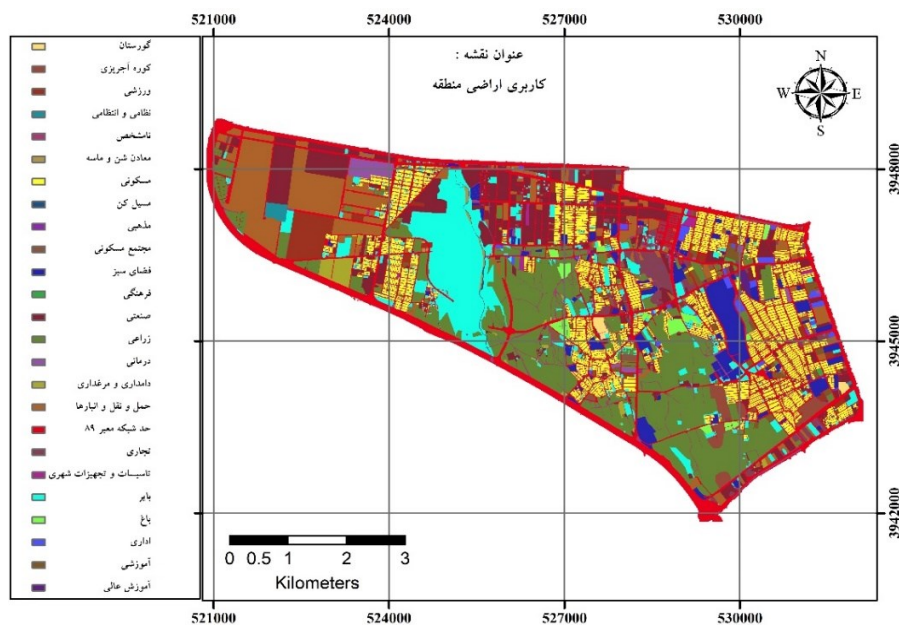 521000 524000 527000 530000
عنوان نقشه :
کاربری اراضی منطقه
N
W E
S
گورستان
کوره آجرپزی
ورزشی
نظامی و انتظامی
نامشخص
معادن شن و ماسه
مسکونی
مسیل کن
مذهبی
مجتمع مسکونی
فضای سبز
فرهنگی
صنعتی
زراعی
درمانی
دامداری و مرغداری
حمل و نقل و انبارها
حد شبکه معبر ۸۹
تجاری
تاسیسات و تجهیزات شهری
بایر
باغ
اداری
آموزشی
آموزش عالی
3948000
3945000
3942000
0 0.5 1 2 3
Kilometers
521000 524000 527000 530000